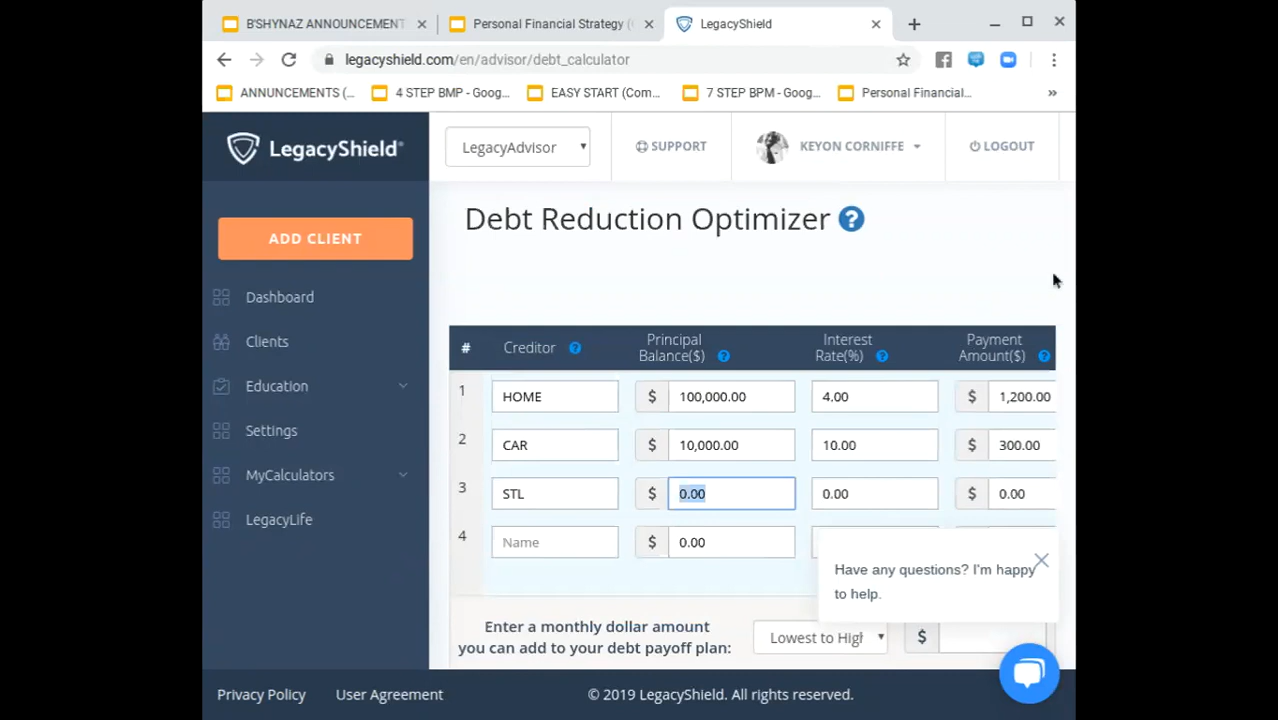 B'SHYNAZ ANNOUNCEMENT
Personal Financial Strategy (
LegacyShield
legacyshield.com/en/advisor/debt_calculator
ANNUNCEMENTS (...
4 STEP BMP - Goog...
EASY START (Com...
7 STEP BPM - Goog...
Personal Financial...
LegacyShield
LegacyAdvisor
SUPPORT
KEYON CORNIFFE
LOGOUT
ADD CLIENT
Dashboard
Clients
Education
Settings
MyCalculators
LegacyLife
Debt Reduction Optimizer ?
# Creditor ? Principal Balance($) ? Interest Rate(%) ? Payment Amount($) ?
1 HOME $ 100,000.00 4.00 $ 1,200.00
2 CAR $ 10,000.00 10.00 $ 300.00
3 STL $ 0.00 0.00 $ 0.00
4 Name $ 0.00
Have any questions? I'm happy
to help.
Enter a monthly dollar amount
you can add to your debt payoff plan:
Lowest to High
$
Privacy Policy
User Agreement
© 2019 LegacyShield. All rights reserved.